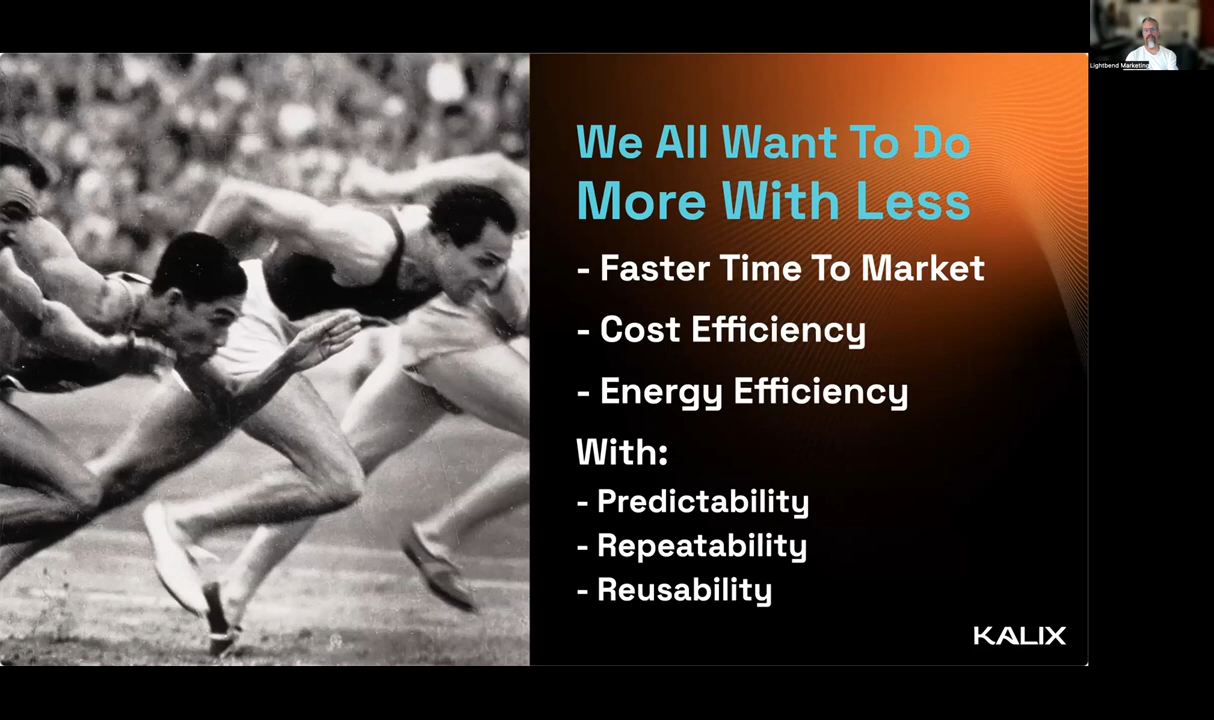 Lightbend Marketing
We All Want To Do
More With Less
- Faster Time To Market
- Cost Efficiency
- Energy Efficiency
With:
- Predictability
- Repeatability
- Reusability
KALIX